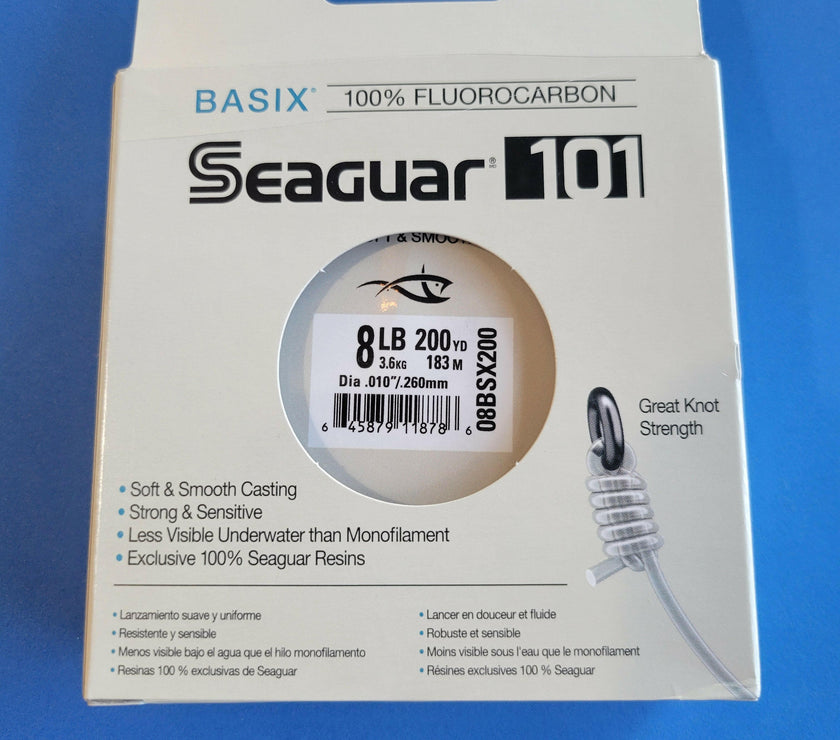 BASIX® 100% FLUOROCARBON
SEAGUAR® 101
& SMOO
8 LB 200 YD
3.6KG 183 M
Dia .010"/.260mm
6 45879 11878 6
08BSX200
Great Knot
Strength
• Soft & Smooth Casting
• Strong & Sensitive
• Less Visible Underwater than Monofilament
• Exclusive 100% Seaguar Resins
• Lanzamiento suave y uniforme
• Resistente y sensible
• Menos visible bajo el agua que el hilo monofilamento
• Resinas 100 % exclusivas de Seaguar
• Lancer en douceur et fluide
• Robuste et sensible
• Moins visible sous l'eau que le monofilament
• Résines exclusives 100 % Seaguar